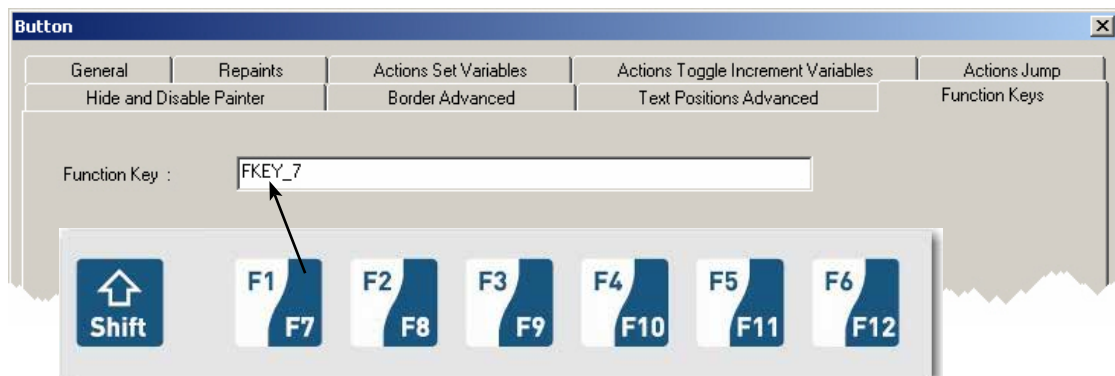 Button
General Repaints Actions Set Variables Actions Toggle Increment Variables Actions Jump
Hide and Disable Painter Border Advanced Text Positions Advanced Function Keys
Function Key : FKEY_7
F1 F2 F3 F4 F5 F6
Shift F7 F8 F9 F10 F11 F12